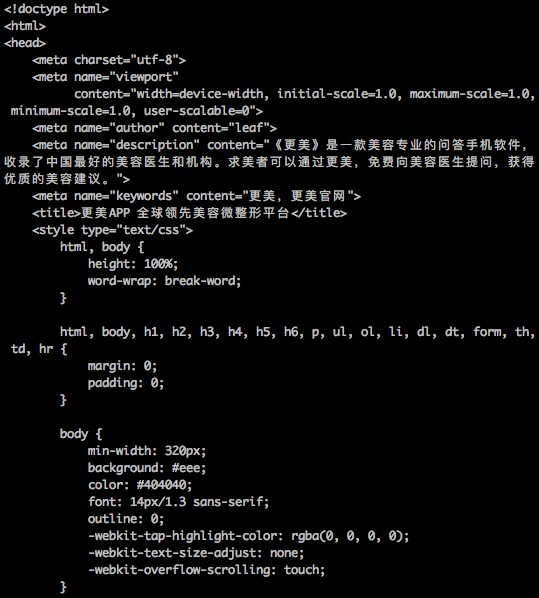 <!doctype html>
<html>
<head>
    <meta charset="utf-8">
    <meta name="viewport"
          content="width=device-width, initial-scale=1.0, maximum-scale=1.0,
 minimum-scale=1.0, user-scalable=0">
    <meta name="author" content="leaf">
    <meta name="description" content="《更美》是一款美容专业的问答手机软件，
收录了中国最好的美容医生和机构。求美者可以通过更美，免费向美容医生提问，获得
优质的美容建议。">
    <meta name="keywords" content="更美，更美官网">
    <title>更美APP 全球领先美容微整形平台</title>
    <style type="text/css">
        html, body {
            height: 100%;
            word-wrap: break-word;
        }

        html, body, h1, h2, h3, h4, h5, h6, p, ul, ol, li, dl, dt, form, th,
 td, hr {
            margin: 0;
            padding: 0;
        }

        body {
            min-width: 320px;
            background: #eee;
            color: #404040;
            font: 14px/1.3 sans-serif;
            outline: 0;
            -webkit-tap-highlight-color: rgba(0, 0, 0, 0);
            -webkit-text-size-adjust: none;
            -webkit-overflow-scrolling: touch;
        }